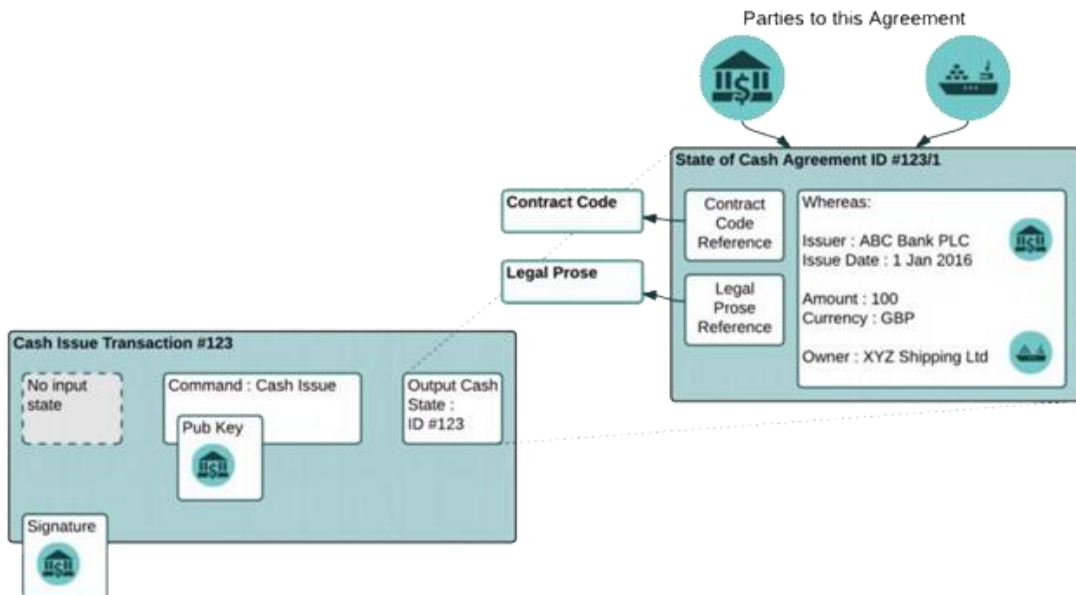 Parties to this Agreement
State of Cash Agreement ID #123/1
Contract Code
Contract
Code
Reference
Legal Prose
Legal
Prose
Reference
Whereas:
Issuer : ABC Bank PLC
Issue Date : 1 Jan 2016
Amount : 100
Currency : GBP
Owner : XYZ Shipping Ltd
Cash Issue Transaction #123
No input
state
Command : Cash Issue
Pub Key
$
Output Cash
State :
ID #123
Signature